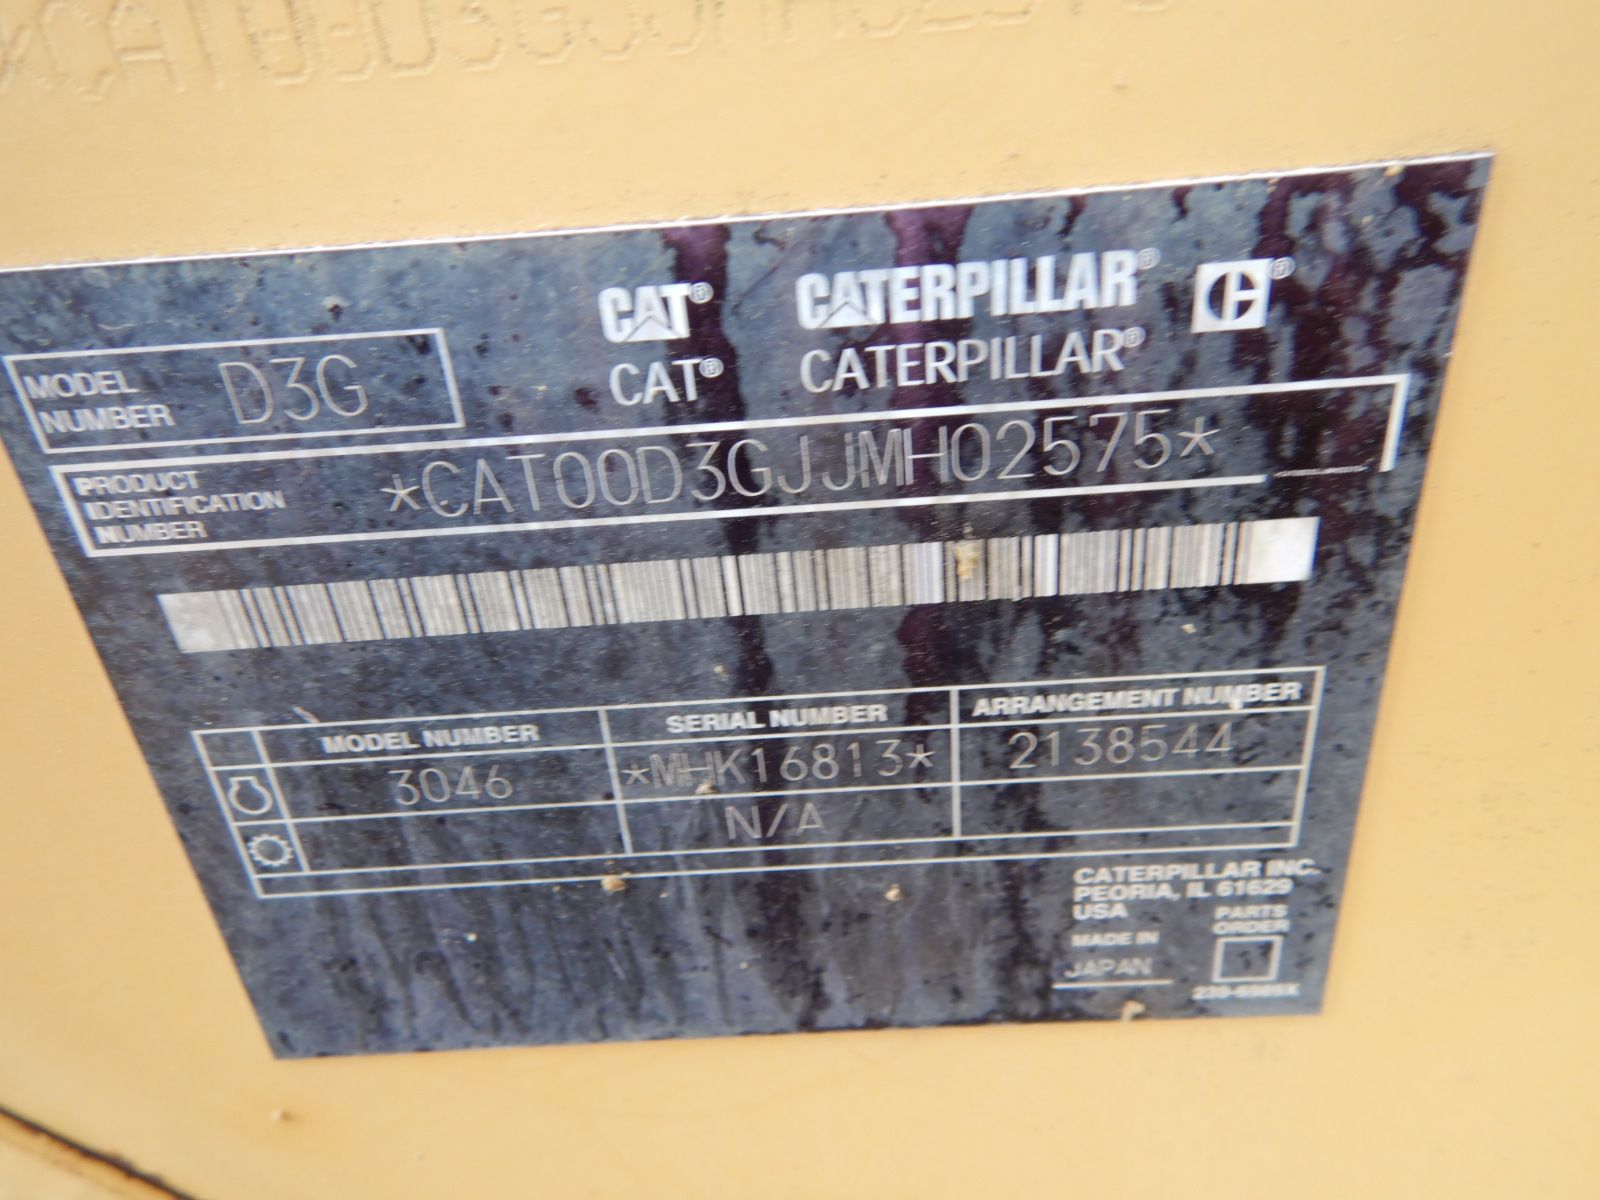 CAT® CATERPILLAR®
CAT® CATERPILLAR®
MODEL NUMBER D3G
PRODUCT IDENTIFICATION NUMBER *CAT00D3GJJMH02575*
MODEL NUMBER SERIAL NUMBER ARRANGEMENT NUMBER
3046 *MHK16813* 2138544
N/A
CATERPILLAR INC.
PEORIA, IL 61629
USA
PARTS ORDER
MADE IN
JAPAN